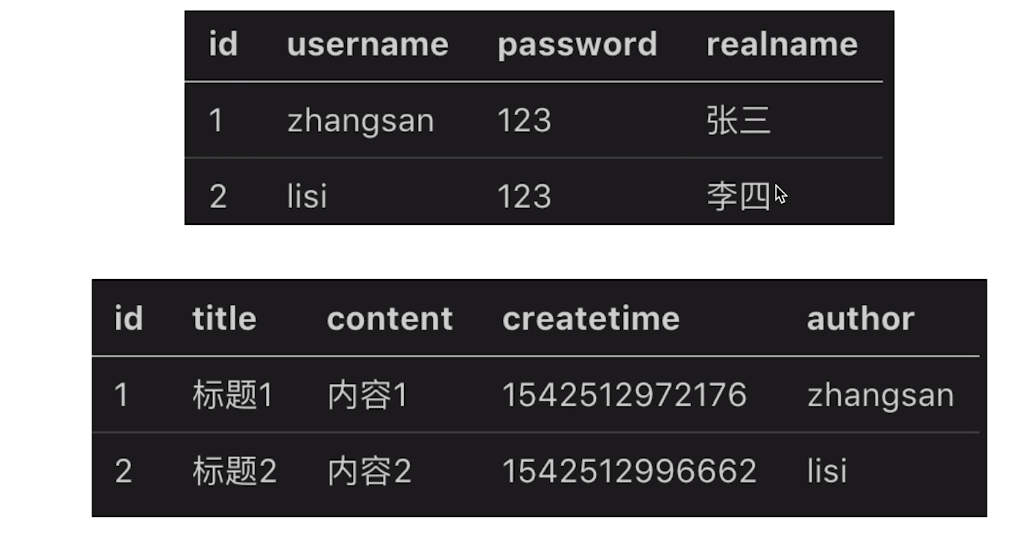 id username password realname
1 zhangsan 123 张三
2 lisi 123 李四
id title content createtime author
1 标题1 内容1 1542512972176 zhangsan
2 标题2 内容2 1542512996662 lisi